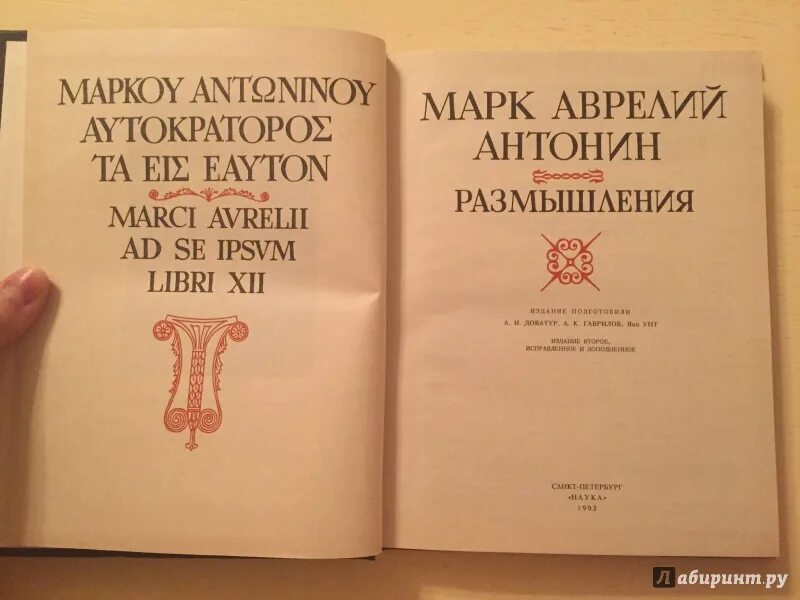 ΜΑΡΚΟΥ ΑΝΤΩΝΙΝΟΥ
ΑΥΤΟΚΡΑΤΟΡΟΣ
ΤΑ ΕΙΣ ΕΑΥΤΟΝ
MARCI AVRELII
AD SE IPSVM
LIBRI XII
МАРК АВРЕЛИЙ
АНТОНИН
РАЗМЫШЛЕНИЯ
ИЗДАНИЕ ПОДГОТОВИЛИ
А. И. ДОВАТУР, А. К. ГАВРИЛОВ, Яан УНТ
ИЗДАНИЕ ВТОРОЕ,
ИСПРАВЛЕННОЕ И ДОПОЛНЕННОЕ
САНКТ-ПЕТЕРБУРГ
«НАУКА»
1993
Лабиринт.ру